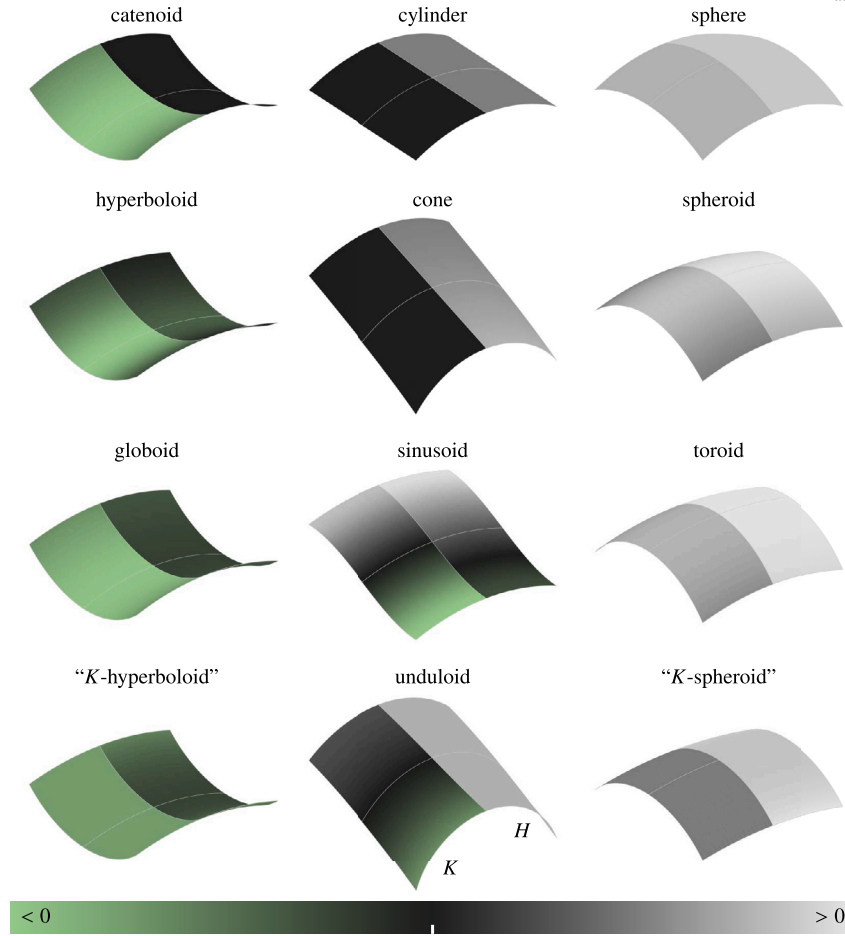 catenoid cylinder sphere
hyperboloid cone spheroid
globoid sinusoid toroid
“K-hyperboloid” unduloid “K-spheroid”
H
K
< 0 > 0